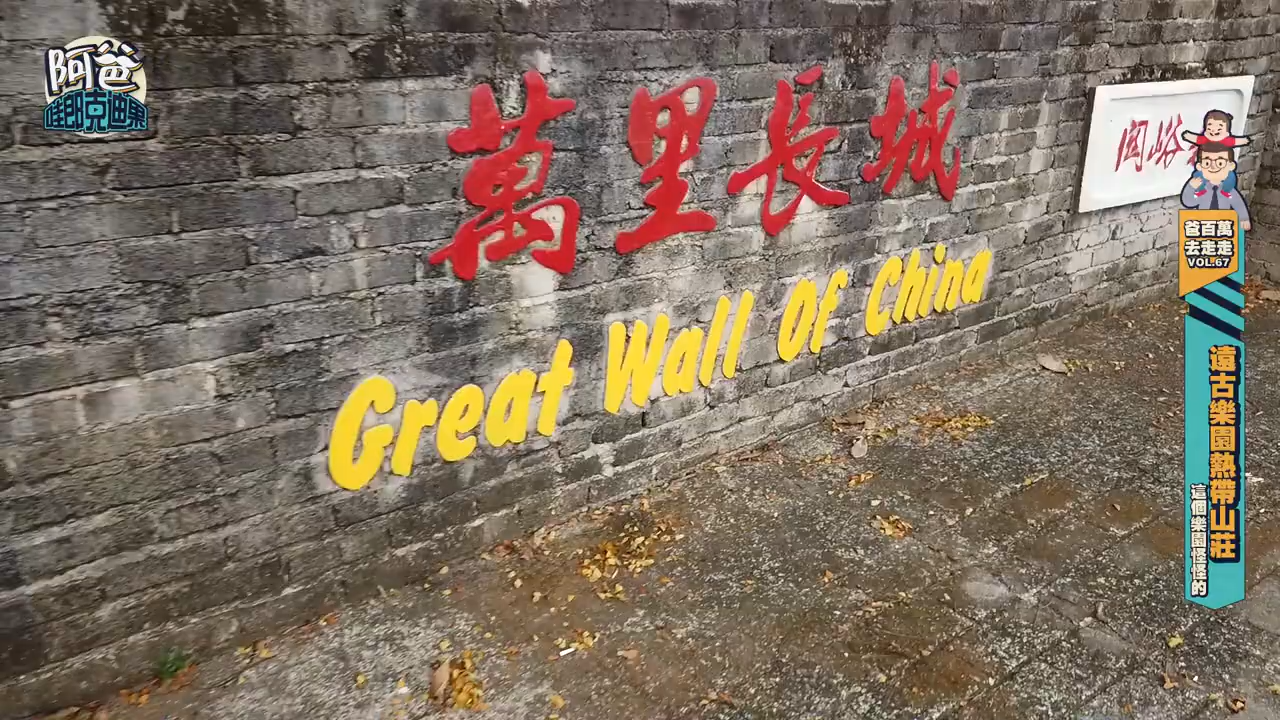 阿爸
哇郎克迪果
萬里長城
Great Wall Of China
關峪
爸百萬
去走走
VOL.67
遠古樂園熱帶山莊
這個樂園怪怪的